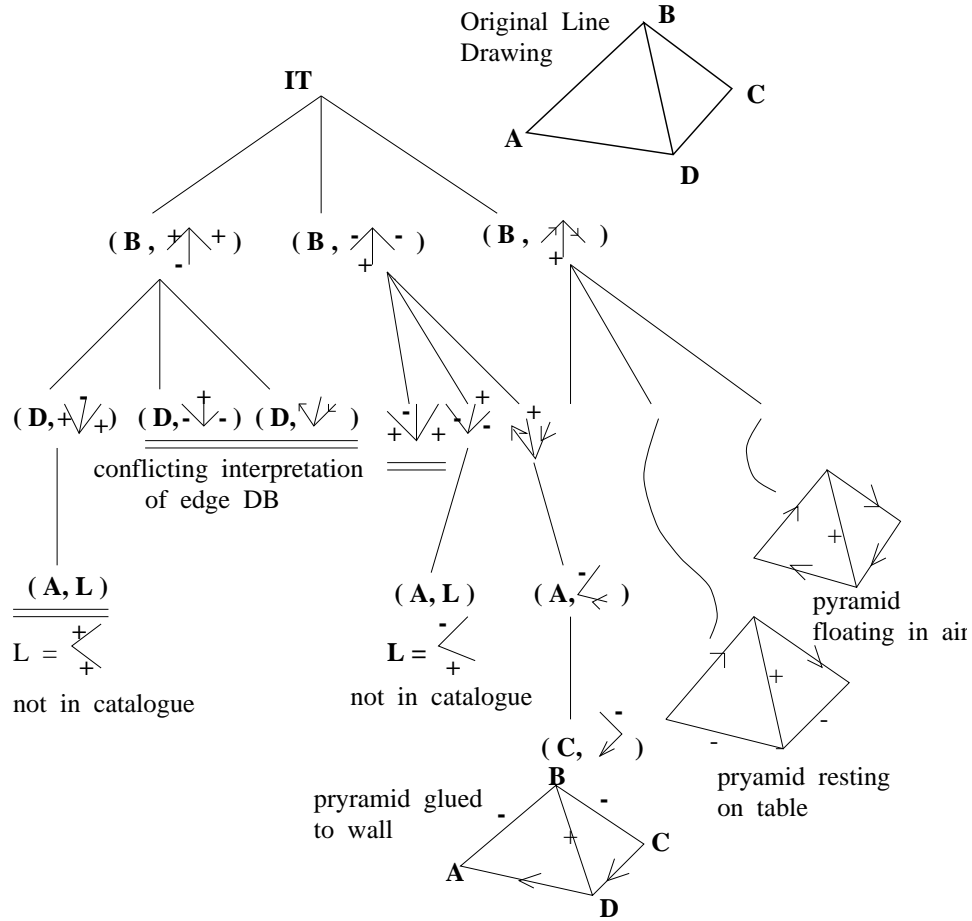 Original Line
Drawing
B
C
A
D
IT
( B , + + )
-
( B , - - )
+
( B , )
+
( D, + - + )
( D, - + - )
( D, )
- + +
+ - -
+
conflicting interpretation
of edge DB
( A, L )
L = + +
not in catalogue
( A, L )
L = - +
not in catalogue
( A, - )
( C, - )
+
pyramid
floating in air
+
- - -
pryamid resting
on table
pryramid glued
to wall
B
- -
+
A
C
D